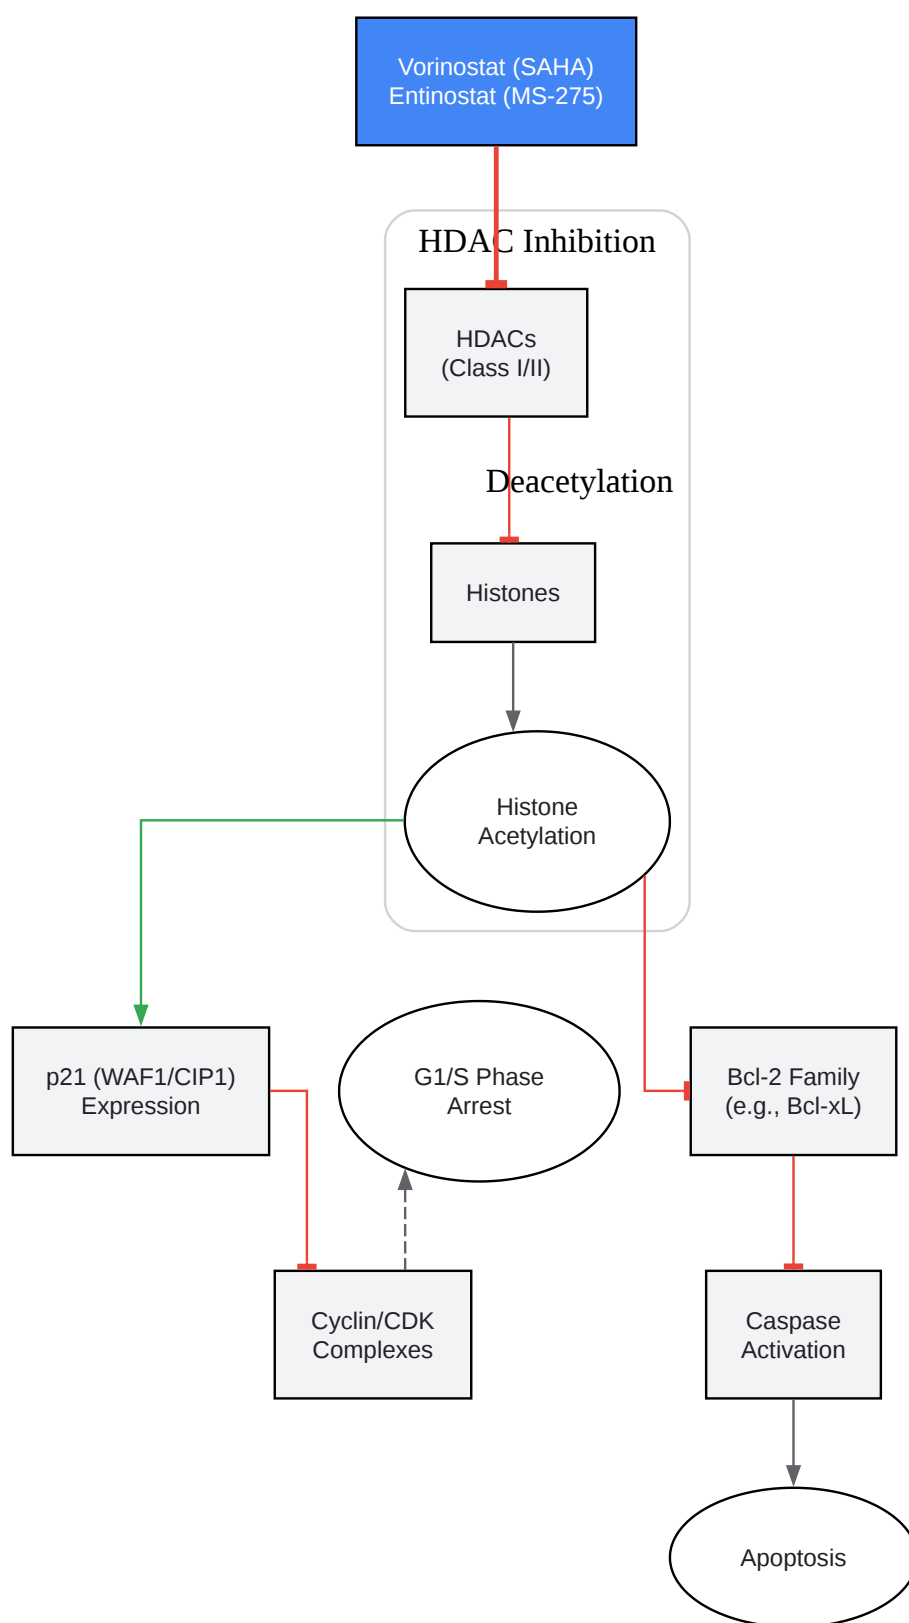 Vorinostat (SAHA)
Entinostat (MS-275)
HDAC Inhibition
HDACs
(Class I/II)
Deacetylation
Histones
Histone
Acetylation
p21 (WAF1/CIP1)
Expression
G1/S Phase
Arrest
Bcl-2 Family
(e.g., Bcl-xL)
Cyclin/CDK
Complexes
Caspase
Activation
Apoptosis